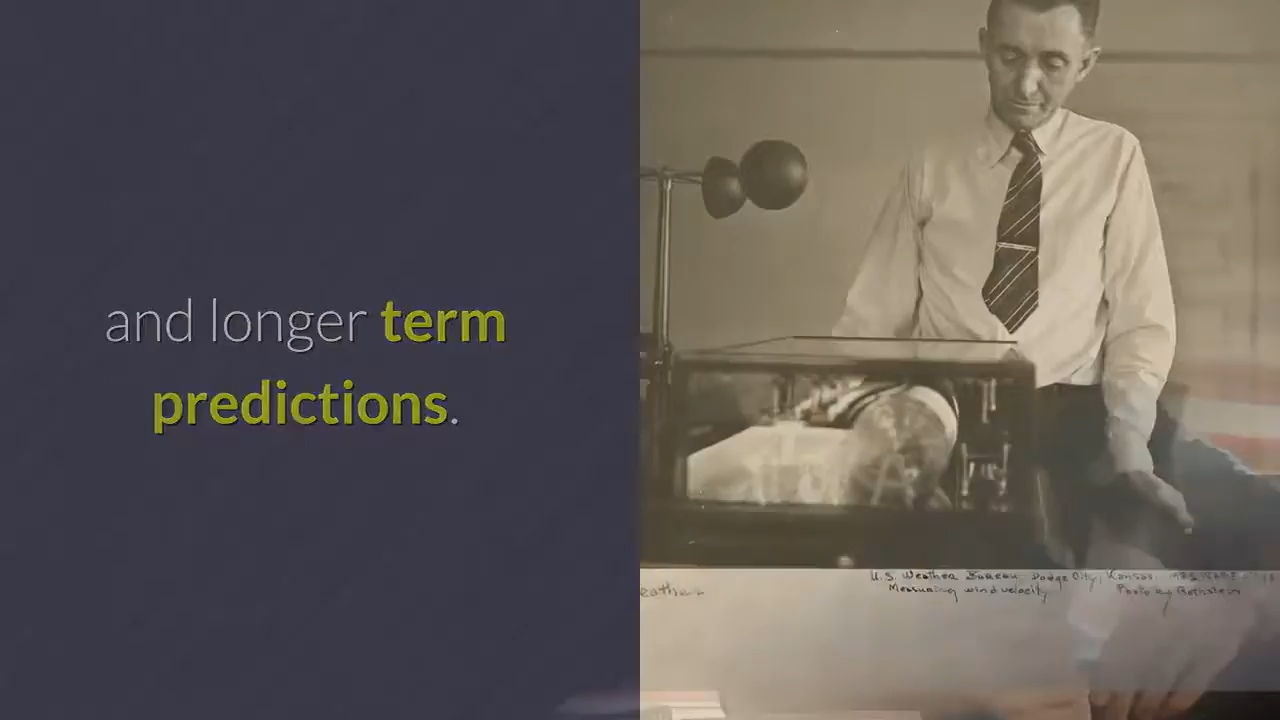 and longer term
predictions.
U.S. Weather Bureau, Dodge City, Kansas.
Measuring wind velocity Photo by Rothstein